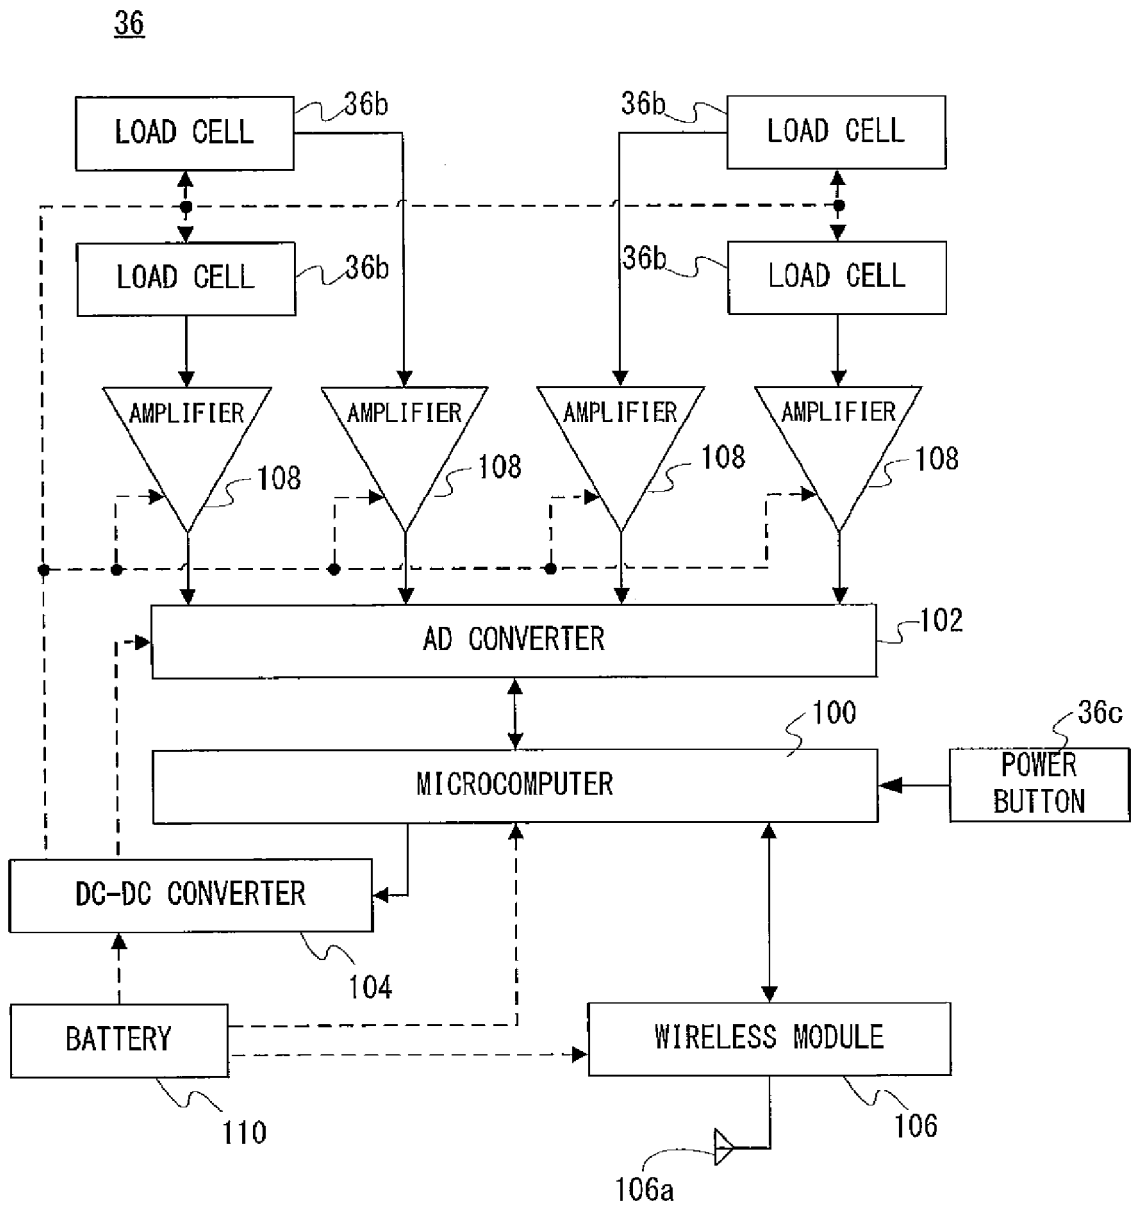 36
LOAD CELL
36b
36b
LOAD CELL
LOAD CELL
36b
36b
LOAD CELL
AMPLIFIER
AMPLIFIER
AMPLIFIER
AMPLIFIER
108
108
108
108
AD CONVERTER
102
100
36c
MICROCOMPUTER
POWER
BUTTON
DC-DC CONVERTER
104
BATTERY
WIRELESS MODULE
110
106
106a